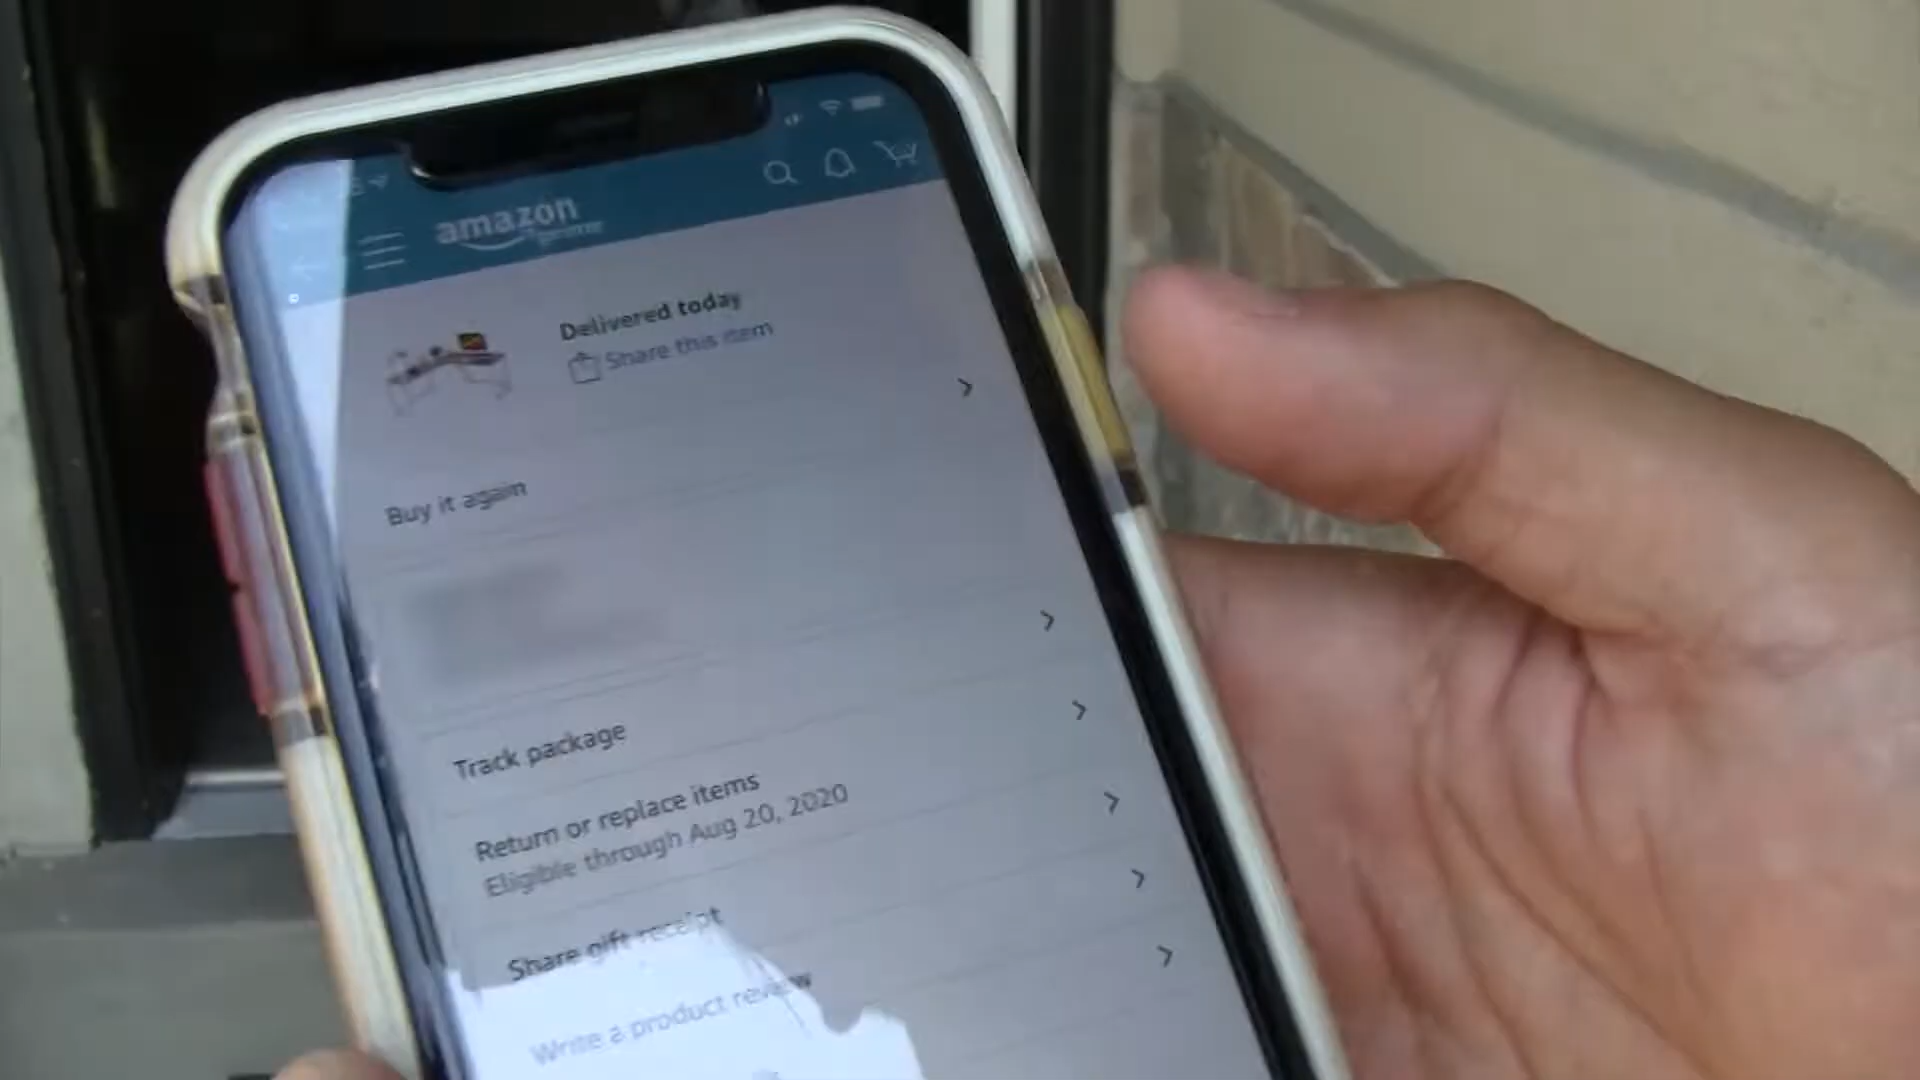 amazon
Delivered today
Share this item
Buy it again
Track package
Return or replace items
Eligible through Aug 20, 2020
Share gift receipt
Write a product review